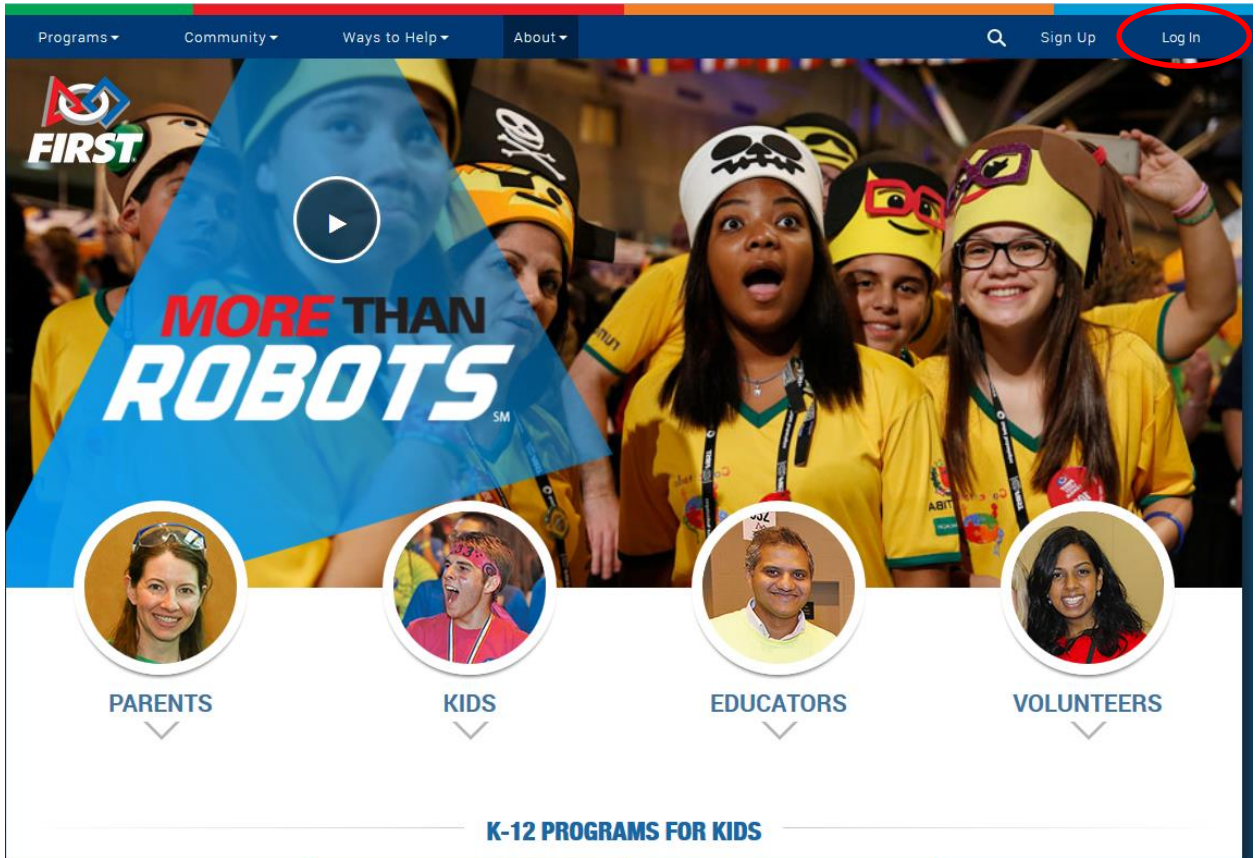 Programs Community Ways to Help About Sign Up Log In
FIRST
MORE THAN
ROBOTS SM
PARENTS KIDS EDUCATORS VOLUNTEERS
K-12 PROGRAMS FOR KIDS